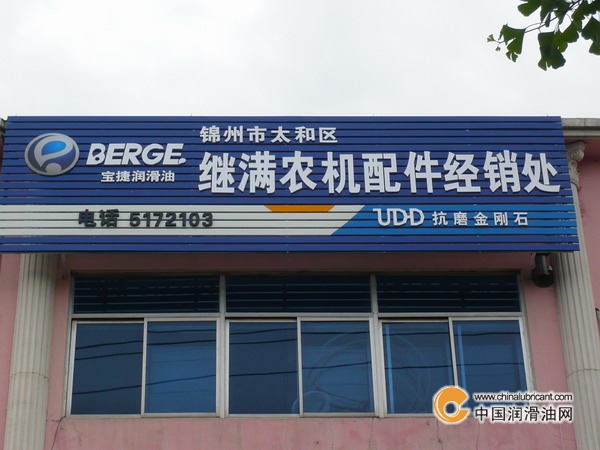 锦州市太和区
BERGE.
宝捷润滑油
继满农机配件经销处
电话 5172103
UDD 抗磨金刚石
www.chinalubricant.com
中国润滑油网